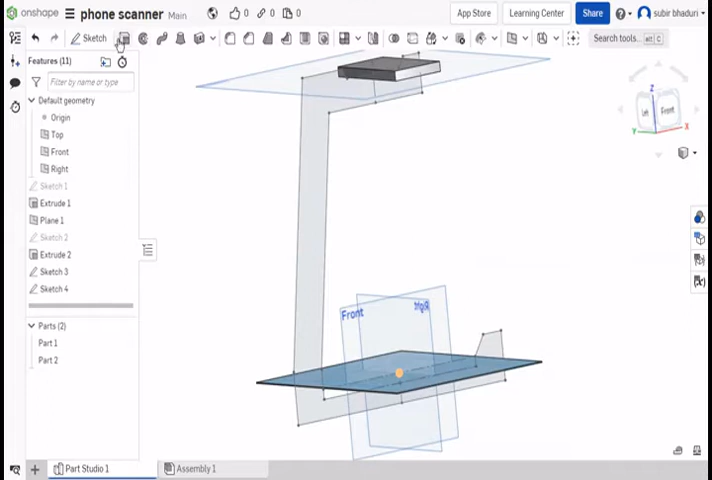 onshape phone scanner Main 0 0 0 App Store Learning Center Share subir bhaduri
Sketch Search tools... alt C
Features (11)
Filter by name or type
Default geometry
Origin
Top
Front
Right
Sketch 1
Extrude 1
Plane 1
Sketch 2
Extrude 2
Sketch 3
Sketch 4
Parts (2)
Part 1
Part 2
Front
Right
Z
Left
Front
Y
X
Part Studio 1
Assembly 1